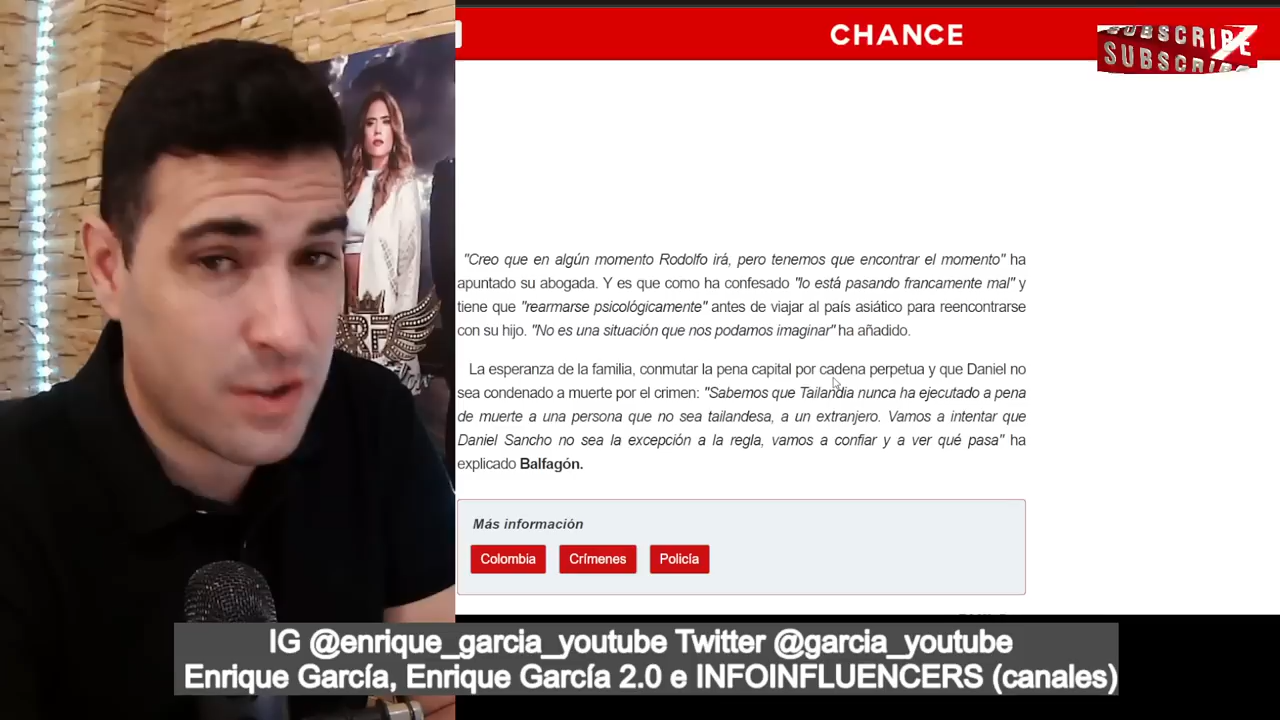 CHANCE
SUBSCRIBE
SUBSCRIBE
"Creo que en algún momento Rodolfo irá, pero tenemos que encontrar el momento" ha
apuntado su abogada. Y es que como ha confesado "lo está pasando francamente mal" y
tiene que "rearmarse psicológicamente" antes de viajar al país asiático para reencontrarse
con su hijo. "No es una situación que nos podamos imaginar" ha añadido.
La esperanza de la familia, conmutar la pena capital por cadena perpetua y que Daniel no
sea condenado a muerte por el crimen: "Sabemos que Tailandia nunca ha ejecutado a pena
de muerte a una persona que no sea tailandesa, a un extranjero. Vamos a intentar que
Daniel Sancho no sea la excepción a la regla, vamos a confiar y a ver qué pasa" ha
explicado Balfagón.
Más información
Colombia Crímenes Policía
IG @enrique_garcia_youtube Twitter @garcia_youtube
Enrique García, Enrique García 2.0 e INFOINFLUENCERS (canales)